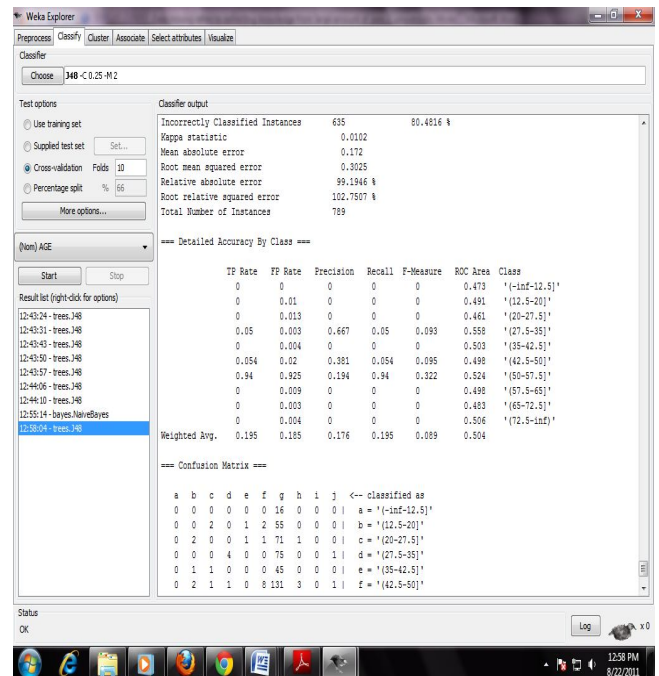 Weka Explorer
Preprocess Classify Cluster Associate Select attributes Visualize
Classifier
Choose J48 -C 0.25 -M 2
Test options
Use training set
Supplied test set Set...
Cross-validation Folds 10
Percentage split % 66
More options...
(Nom) AGE
Start Stop
Result list (right-click for options)
12:43:24 - trees.J48
12:43:31 - trees.J48
12:43:43 - trees.J48
12:43:50 - trees.J48
12:43:57 - trees.J48
12:44:06 - trees.J48
12:44:10 - trees.J48
12:55:14 - bayes.NaiveBayes
12:58:04 - trees.J48
Classifier output
Incorrectly Classified Instances 635 80.4816 %
Kappa statistic 0.0102
Mean absolute error 0.172
Root mean squared error 0.3025
Relative absolute error 99.1946 %
Root relative squared error 102.7507 %
Total Number of Instances 789
=== Detailed Accuracy By Class ===
TP Rate FP Rate Precision Recall F-Measure ROC Area Class
0 0 0 0 0 0.473 '(-inf-12.5]'
0 0.01 0 0 0 0.491 '(12.5-20]'
0 0.013 0 0 0 0.461 '(20-27.5]'
0.05 0.003 0.667 0.05 0.093 0.558 '(27.5-35]'
0 0.004 0 0 0 0.503 '(35-42.5]'
0.054 0.02 0.381 0.054 0.095 0.498 '(42.5-50]'
0.94 0.925 0.194 0.94 0.322 0.524 '(50-57.5]'
0 0.009 0 0 0 0.498 '(57.5-65]'
0 0.003 0 0 0 0.483 '(65-72.5]'
0 0.004 0 0 0 0.506 '(72.5-inf)'
Weighted Avg. 0.195 0.185 0.176 0.195 0.089 0.504
=== Confusion Matrix ===
a b c d e f g h i j <-- classified as
0 0 0 0 0 0 16 0 0 0 | a = '(-inf-12.5]'
0 0 2 0 1 2 55 0 0 0 | b = '(12.5-20]'
0 2 0 0 1 1 71 1 0 0 | c = '(20-27.5]'
0 0 0 4 0 0 75 0 0 1 | d = '(27.5-35]'
0 1 1 0 0 0 45 0 0 0 | e = '(35-42.5]'
0 2 1 1 0 8 131 3 0 1 | f = '(42.5-50]'
Status
OK
Log x 0
12:58 PM
8/22/2011